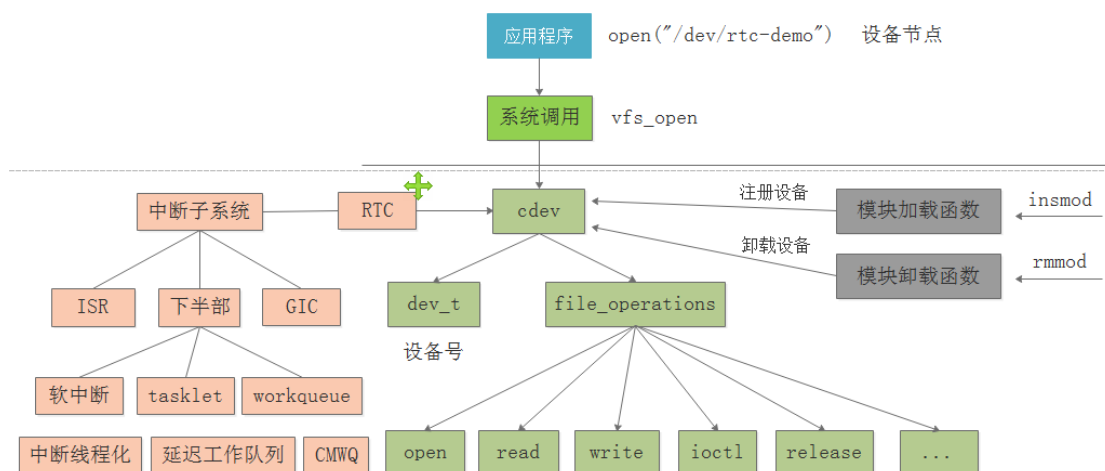 应用程序 open("/dev/rtc-demo") 设备节点
系统调用 vfs_open
中断子系统 RTC cdev 注册设备 模块加载函数 insmod
卸载设备 模块卸载函数 rmmod
ISR 下半部 GIC dev_t file_operations
设备号
软中断 tasklet workqueue
中断线程化 延迟工作队列 CMWQ open read write ioctl release ...